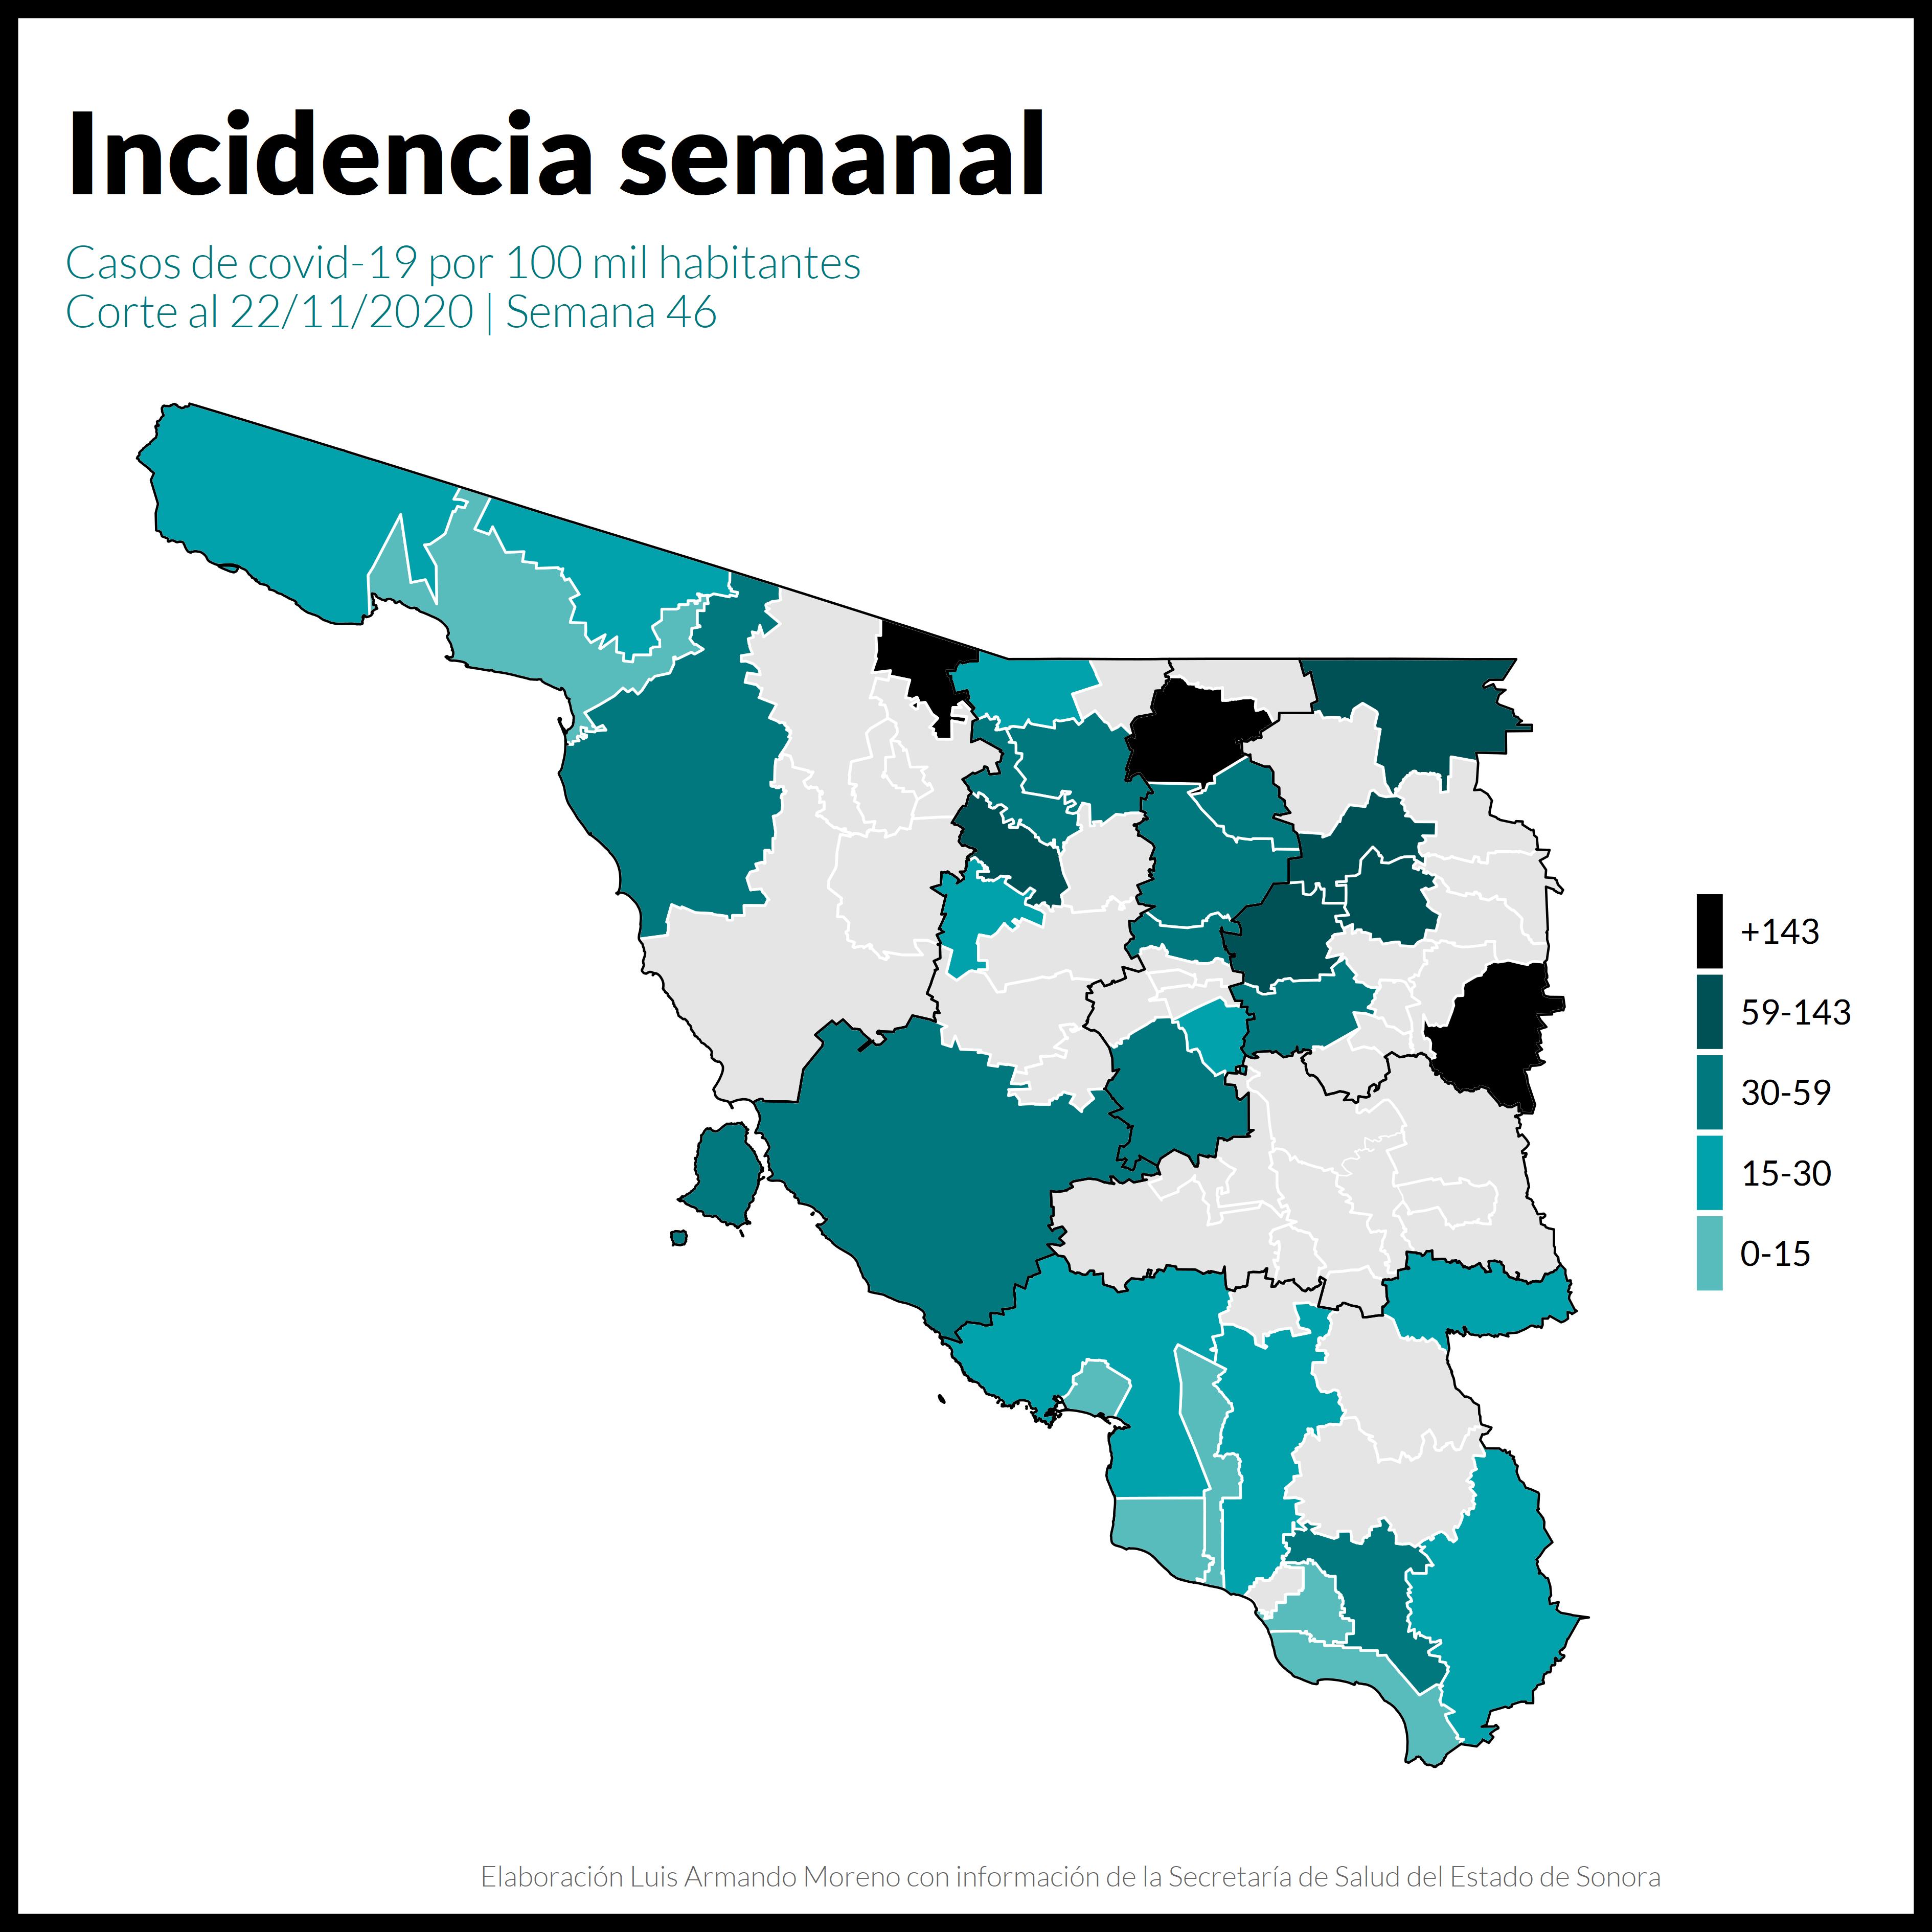 Incidencia semanal
Casos de covid-19 por 100 mil habitantes
Corte al 22/11/2020 | Semana 46
+143
59-143
30-59
15-30
0-15
Elaboración Luis Armando Moreno con información de la Secretaría de Salud del Estado de Sonora